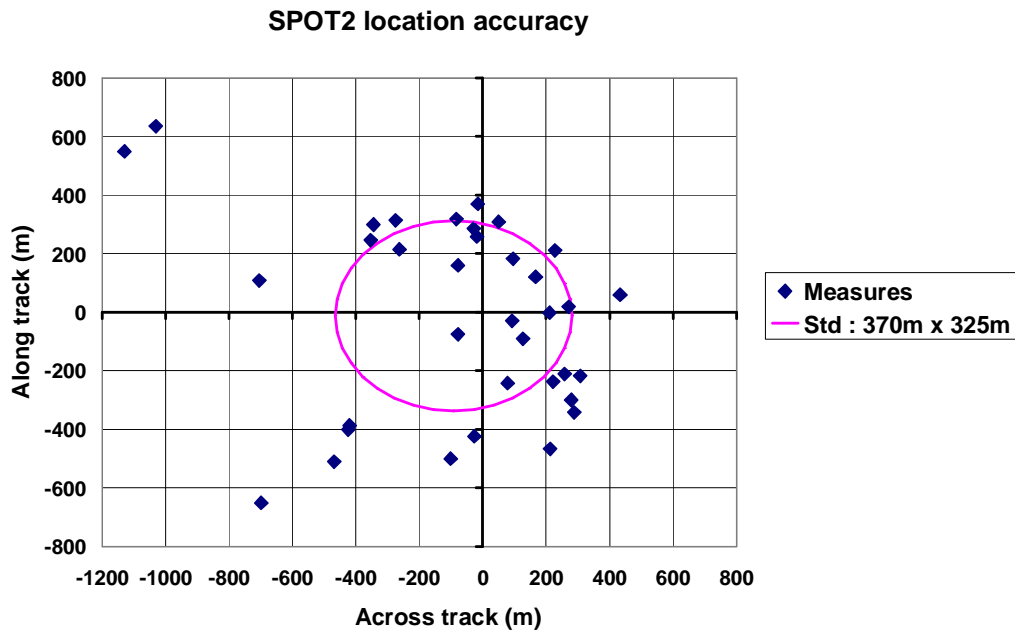 SPOT2 location accuracy
800
600
400
200
0
-200
-400
-600
-800
-1200 -1000 -800 -600 -400 -200 0 200 400 600 800
Along track (m)
Across track (m)
Measures
Std : 370m x 325m